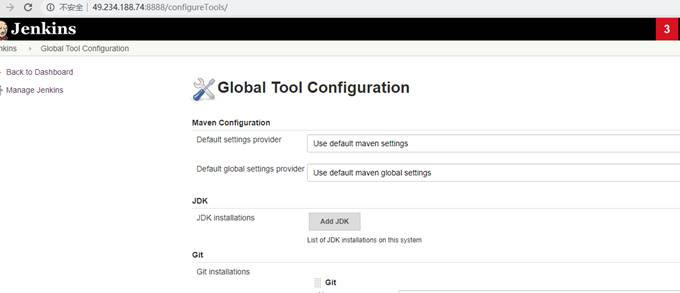 不安全 | 49.234.188.74:8888/configureTools/
Jenkins
3
nkins › Global Tool Configuration
Back to Dashboard
Manage Jenkins
Global Tool Configuration
Maven Configuration
Default settings provider
Use default maven settings
Default global settings provider
Use default maven global settings
JDK
JDK installations
Add JDK
List of JDK installations on this system
Git
Git installations
Git